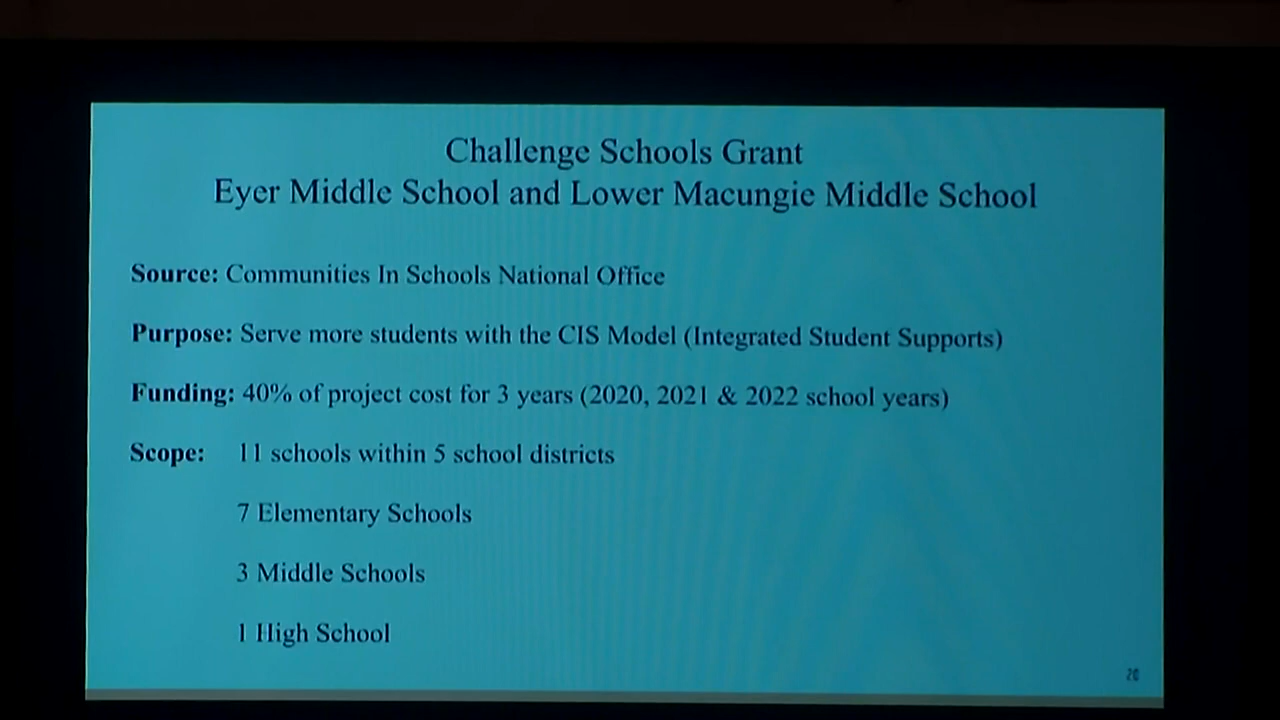 Challenge Schools Grant
Eyer Middle School and Lower Macungie Middle School
Source: Communities In Schools National Office
Purpose: Serve more students with the CIS Model (Integrated Student Supports)
Funding: 40% of project cost for 3 years (2020, 2021 & 2022 school years)
Scope: 11 schools within 5 school districts
7 Elementary Schools
3 Middle Schools
1 High School
20